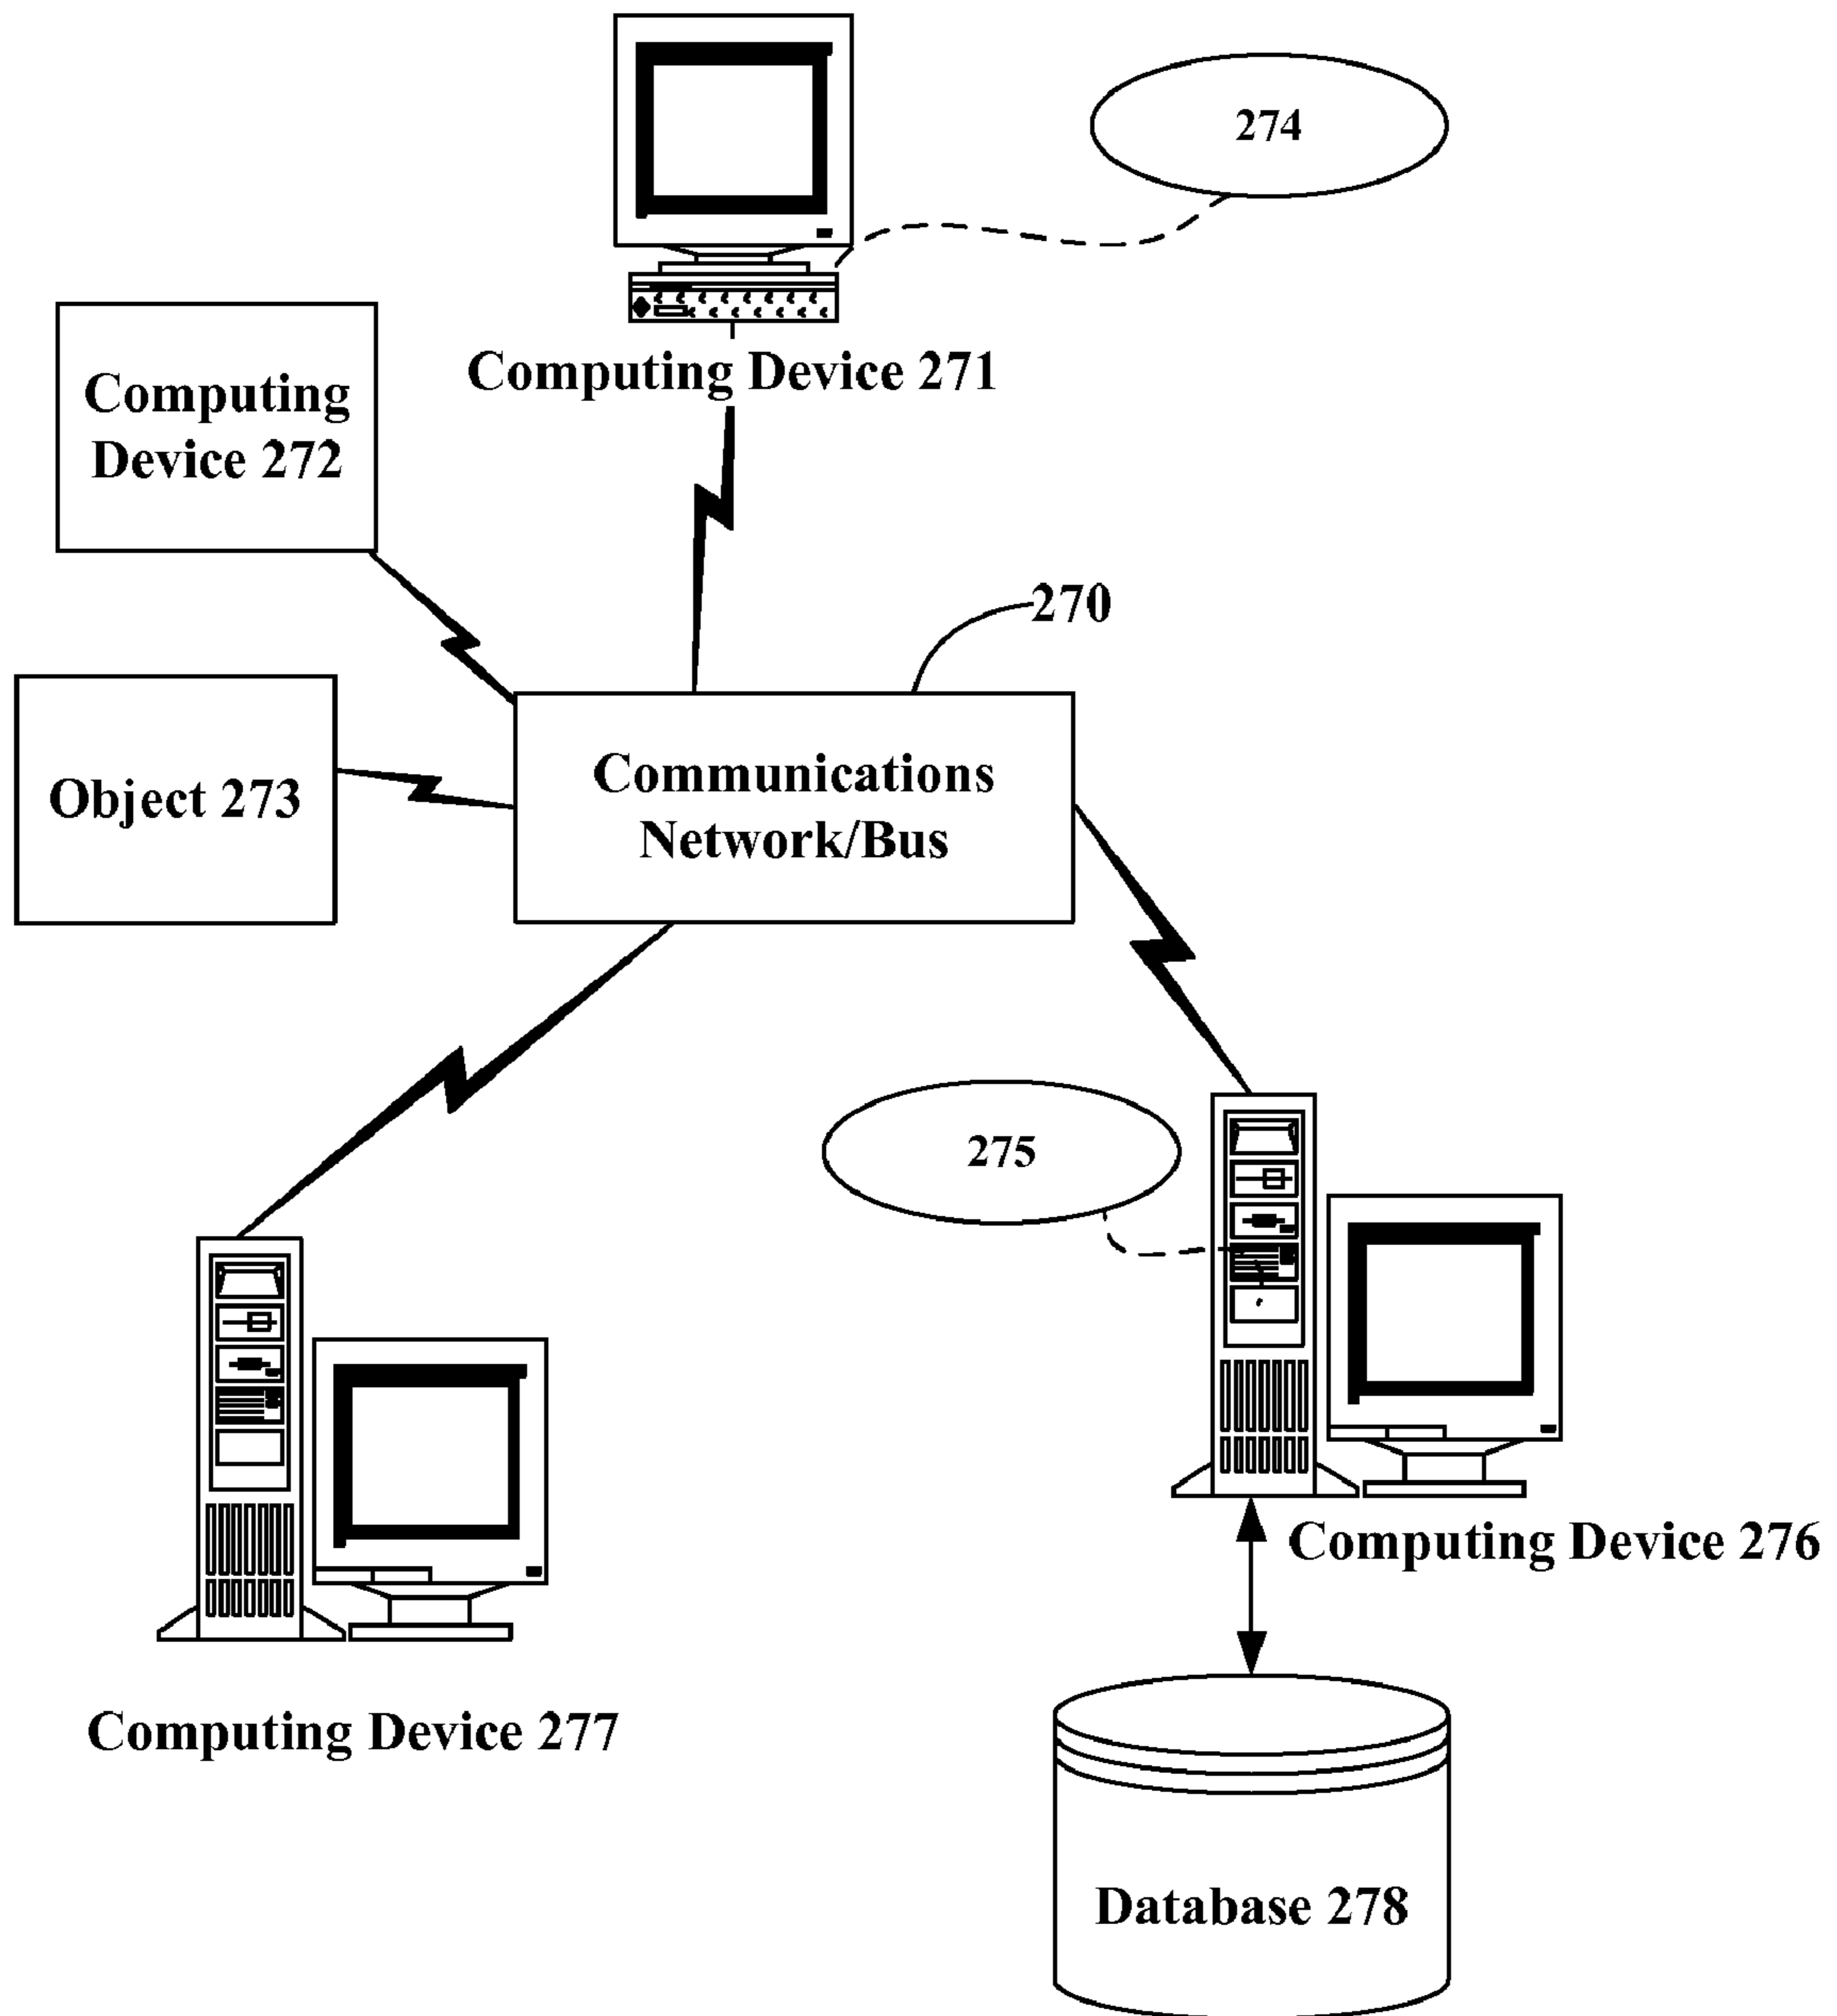 274
Computing Device 271
Computing
Device 272
270
Communications
Network/Bus
Object 273
275
Computing Device 276
Computing Device 277
Database 278